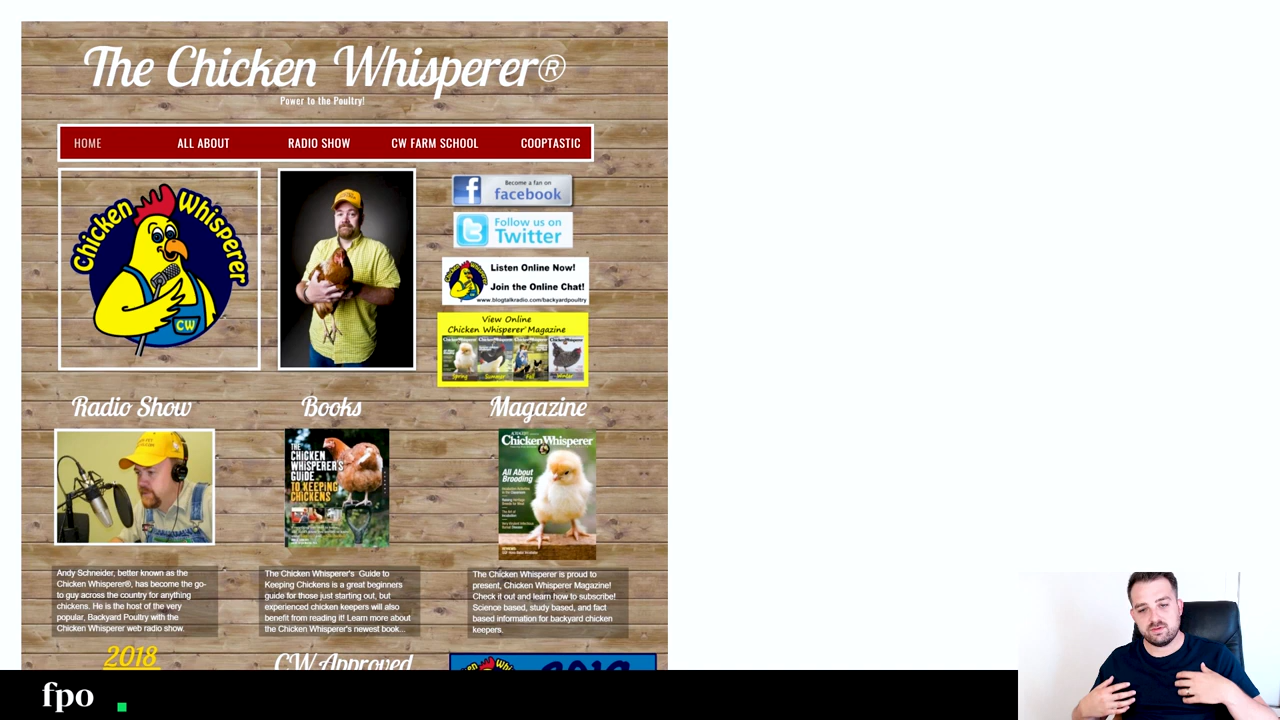 The Chicken Whisperer®
Power to the Poultry!
HOME ALL ABOUT RADIO SHOW CW FARM SCHOOL COOPTASTIC
Chicken Whisperer
CW
Become a fan on
facebook
Follow us on
Twitter
Listen Online Now!
Join the Online Chat!
www.blogtalkradio.com/backyardpoultry
View Online
Chicken Whisperer Magazine
Spring Summer Fall Winter
Radio Show
Books
Magazine
THE
CHICKEN
WHISPERER'S
GUIDE
TO KEEPING
CHICKENS
Chicken Whisperer
All About
Brooding
Andy Schneider, better known as the
Chicken Whisperer®, has become the go-
to guy across the country for anything
chickens. He is the host of the very
popular, Backyard Poultry with the
Chicken Whisperer web radio show.
The Chicken Whisperer's Guide to
Keeping Chickens is a great beginners
guide for those just starting out, but
experienced chicken keepers will also
benefit from reading it! Learn more about
the Chicken Whisperer's newest book...
The Chicken Whisperer is proud to
present, Chicken Whisperer Magazine!
Check it out and learn how to subscribe!
Science based, study based, and fact
based information for backyard chicken
keepers.
2018
CW Approved
fpo